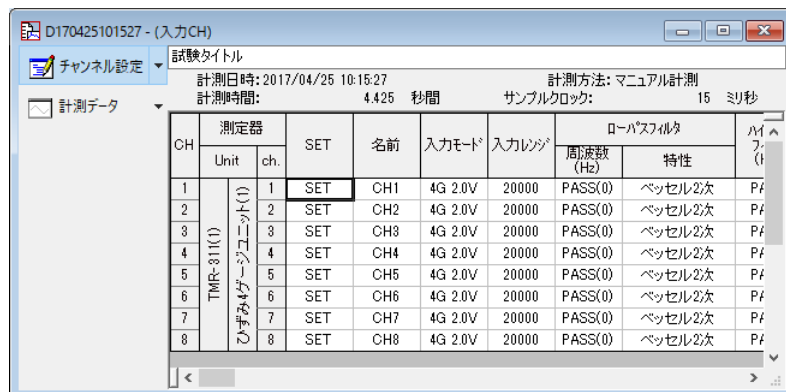 D170425101527 - (入力CH)
チャンネル設定
計測データ
試験タイトル
計測日時: 2017/04/25 10:15:27 計測方法: マニュアル計測
計測時間: 4.425 秒間 サンプルクロック: 15 ミリ秒
CH 測定器 SET 名前 入力モード 入力レンジ ローパスフィルタ ハイ
Unit ch. 周波数(Hz) 特性 フィ
TMR-311(1) ひずみ4ゲージユニット(1)
1 1 SET CH1 4G 2.0V 20000 PASS(0) ベッセル2次
2 2 SET CH2 4G 2.0V 20000 PASS(0) ベッセル2次
3 3 SET CH3 4G 2.0V 20000 PASS(0) ベッセル2次
4 4 SET CH4 4G 2.0V 20000 PASS(0) ベッセル2次
5 5 SET CH5 4G 2.0V 20000 PASS(0) ベッセル2次
6 6 SET CH6 4G 2.0V 20000 PASS(0) ベッセル2次
7 7 SET CH7 4G 2.0V 20000 PASS(0) ベッセル2次
8 8 SET CH8 4G 2.0V 20000 PASS(0) ベッセル2次